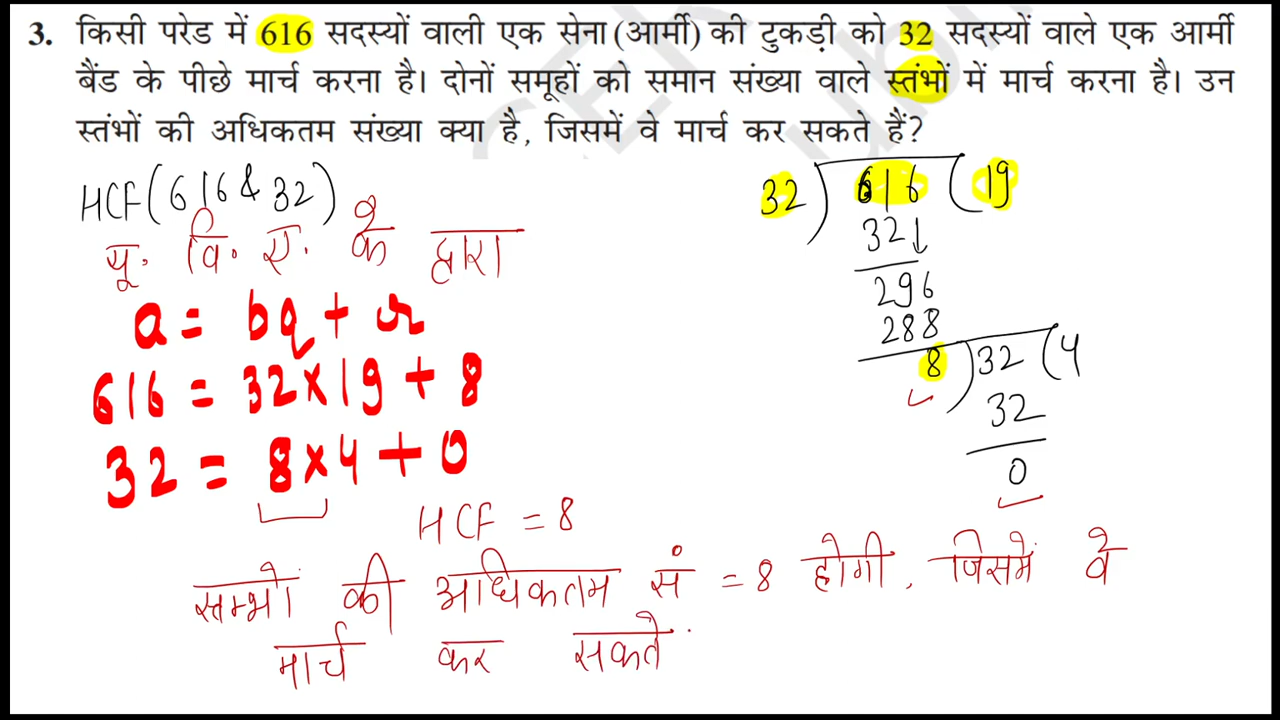 3. किसी परेड में 616 सदस्यों वाली एक सेना (आर्मी) की टुकड़ी को 32 सदस्यों वाले एक आर्मी
बैंड के पीछे मार्च करना है। दोनों समूहों को समान संख्या वाले स्तंभों में मार्च करना है। उन
स्तंभों की अधिकतम संख्या क्या है, जिसमें वे मार्च कर सकते हैं?
HCF(616 & 32)
यू. वि. ए. के द्वारा
a = bq + r
616 = 32×19 + 8
32 = 8×4 + 0
32 ) 616 ( 19
32↓
296
288
8 ) 32 ( 4
32
0
HCF = 8
स्तम्भों की अधिकतम सं = 8 होगी, जिसमें वे
मार्च कर सकते